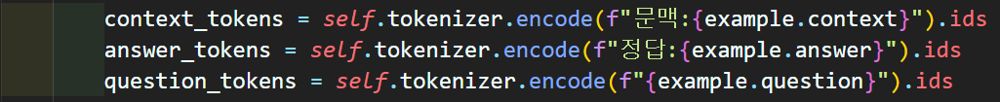 context_tokens = self.tokenizer.encode(f"문맥:{example.context}").ids
answer_tokens = self.tokenizer.encode(f"정답:{example.answer}").ids
question_tokens = self.tokenizer.encode(f"{example.question}").ids